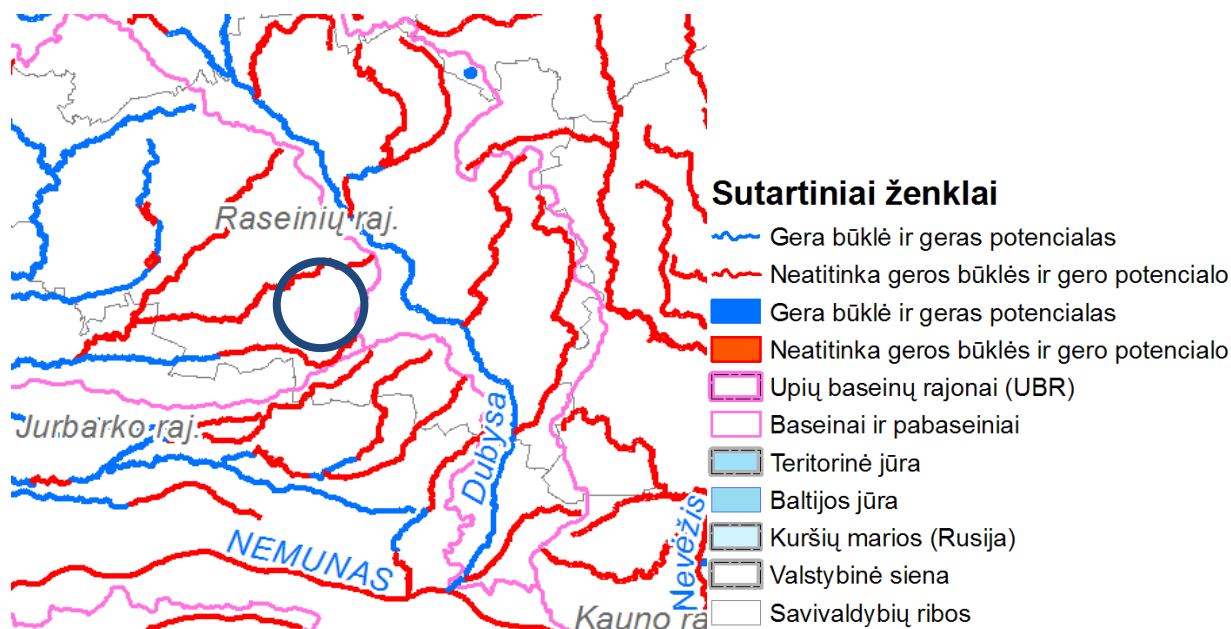 Raseinių raj.
Jurbarko raj.
Dubysa
NEMUNAS
Nevėžis
Kauno ra
Sutartiniai ženklai
Gera būklė ir geras potencialas
Neatitinka geros būklės ir gero potencialo
Gera būklė ir geras potencialas
Neatitinka geros būklės ir gero potencialo
Upių baseinų rajonai (UBR)
Baseinai ir pabaseiniai
Teritorinė jūra
Baltijos jūra
Kuršių marios (Rusija)
Valstybinė siena
Savivaldybių ribos